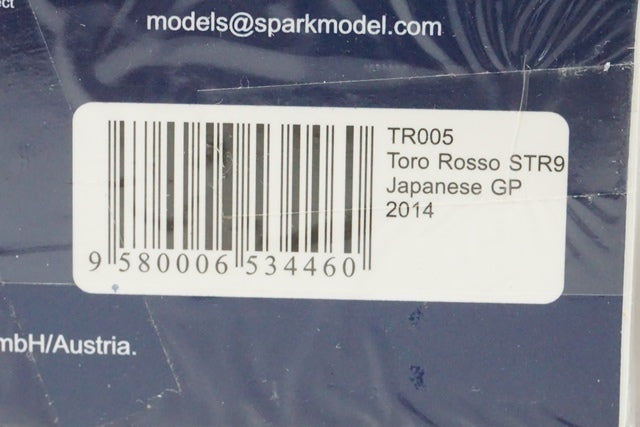 models@sparkmodel.com
TR005
Toro Rosso STR9
Japanese GP
2014
9 580006 534460
mbH/Austria.